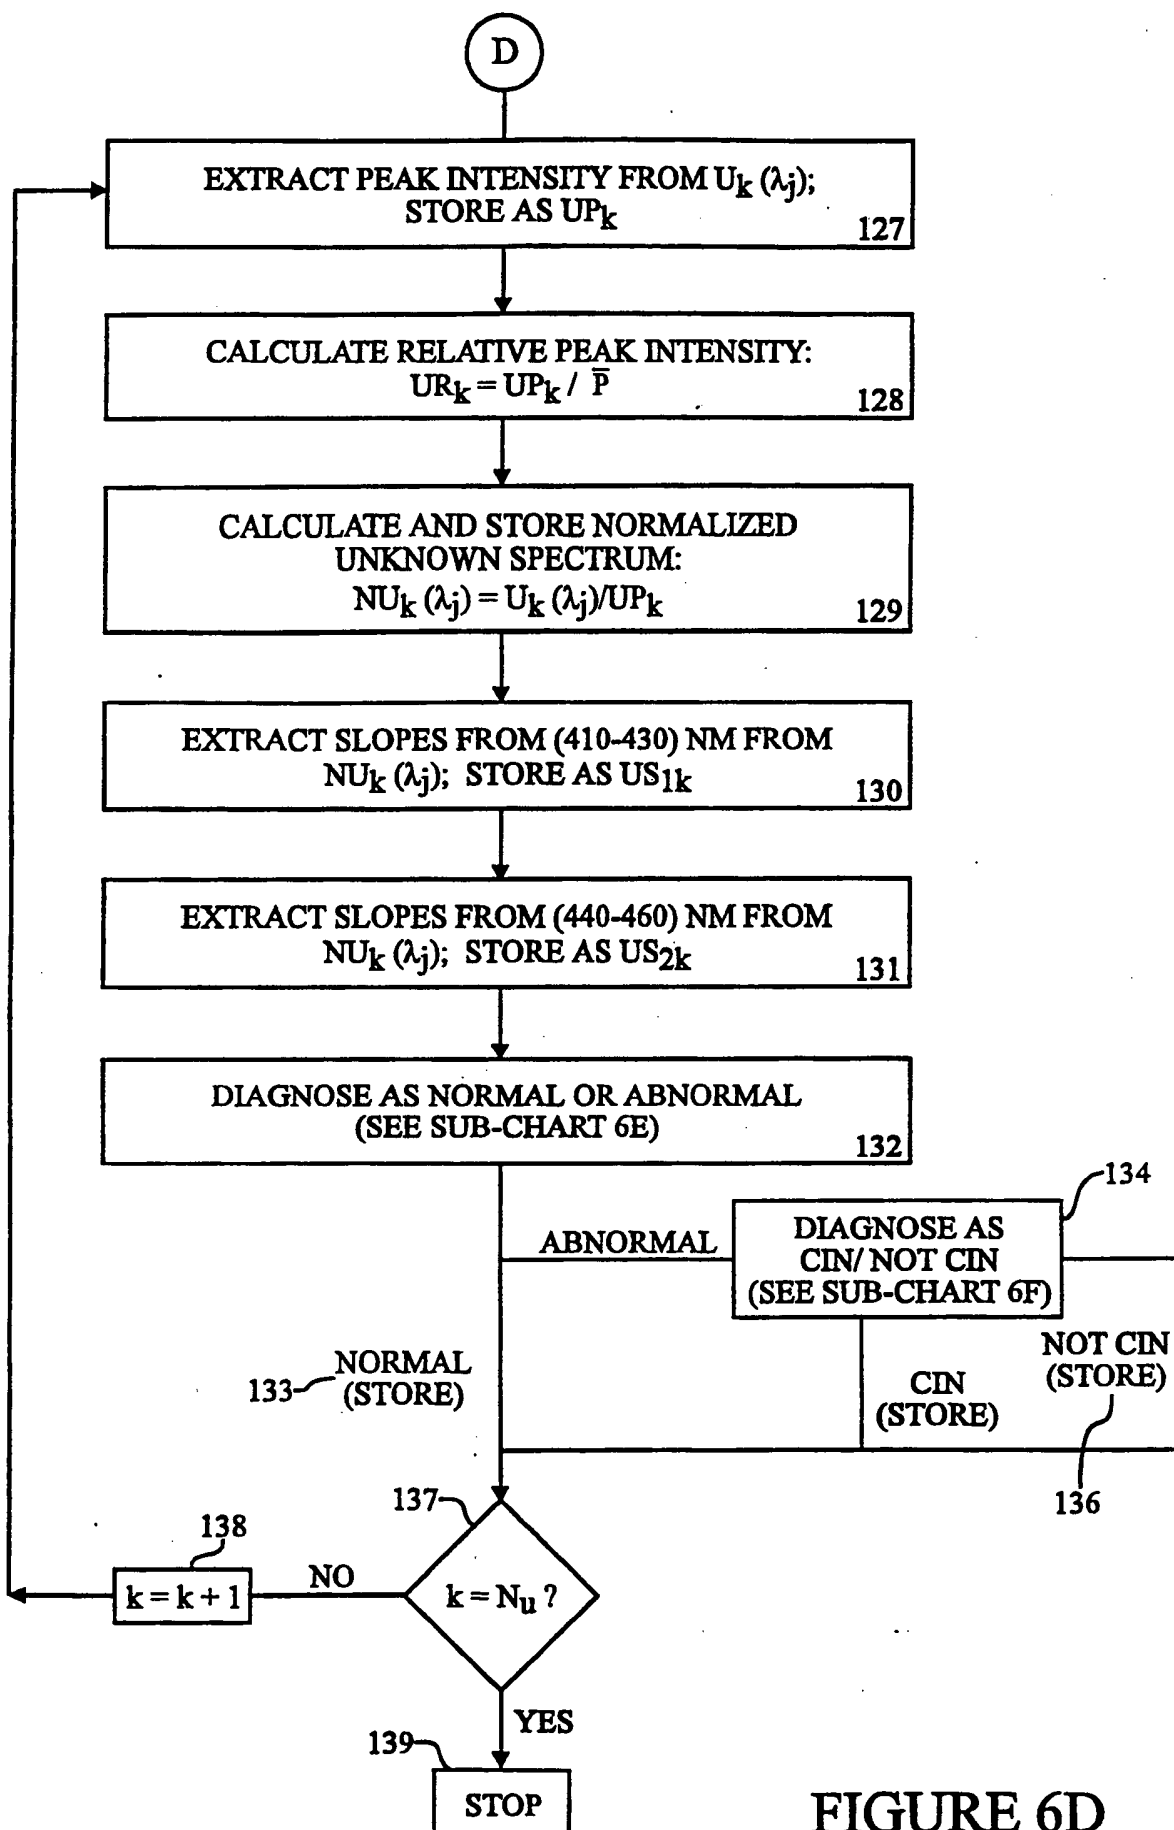 D
EXTRACT PEAK INTENSITY FROM Uk (λj);
STORE AS UPk
127
CALCULATE RELATIVE PEAK INTENSITY:
URk = UPk / P̅
128
CALCULATE AND STORE NORMALIZED
UNKNOWN SPECTRUM:
NUk (λj) = Uk (λj)/UPk
129
EXTRACT SLOPES FROM (410-430) NM FROM
NUk (λj); STORE AS US1k
130
EXTRACT SLOPES FROM (440-460) NM FROM
NUk (λj); STORE AS US2k
131
DIAGNOSE AS NORMAL OR ABNORMAL
(SEE SUB-CHART 6E)
132
134
ABNORMAL
DIAGNOSE AS
CIN/ NOT CIN
(SEE SUB-CHART 6F)
133
NORMAL
(STORE)
CIN
(STORE)
NOT CIN
(STORE)
136
137
138
k = k + 1
NO
k = Nu ?
YES
139
STOP
FIGURE 6D